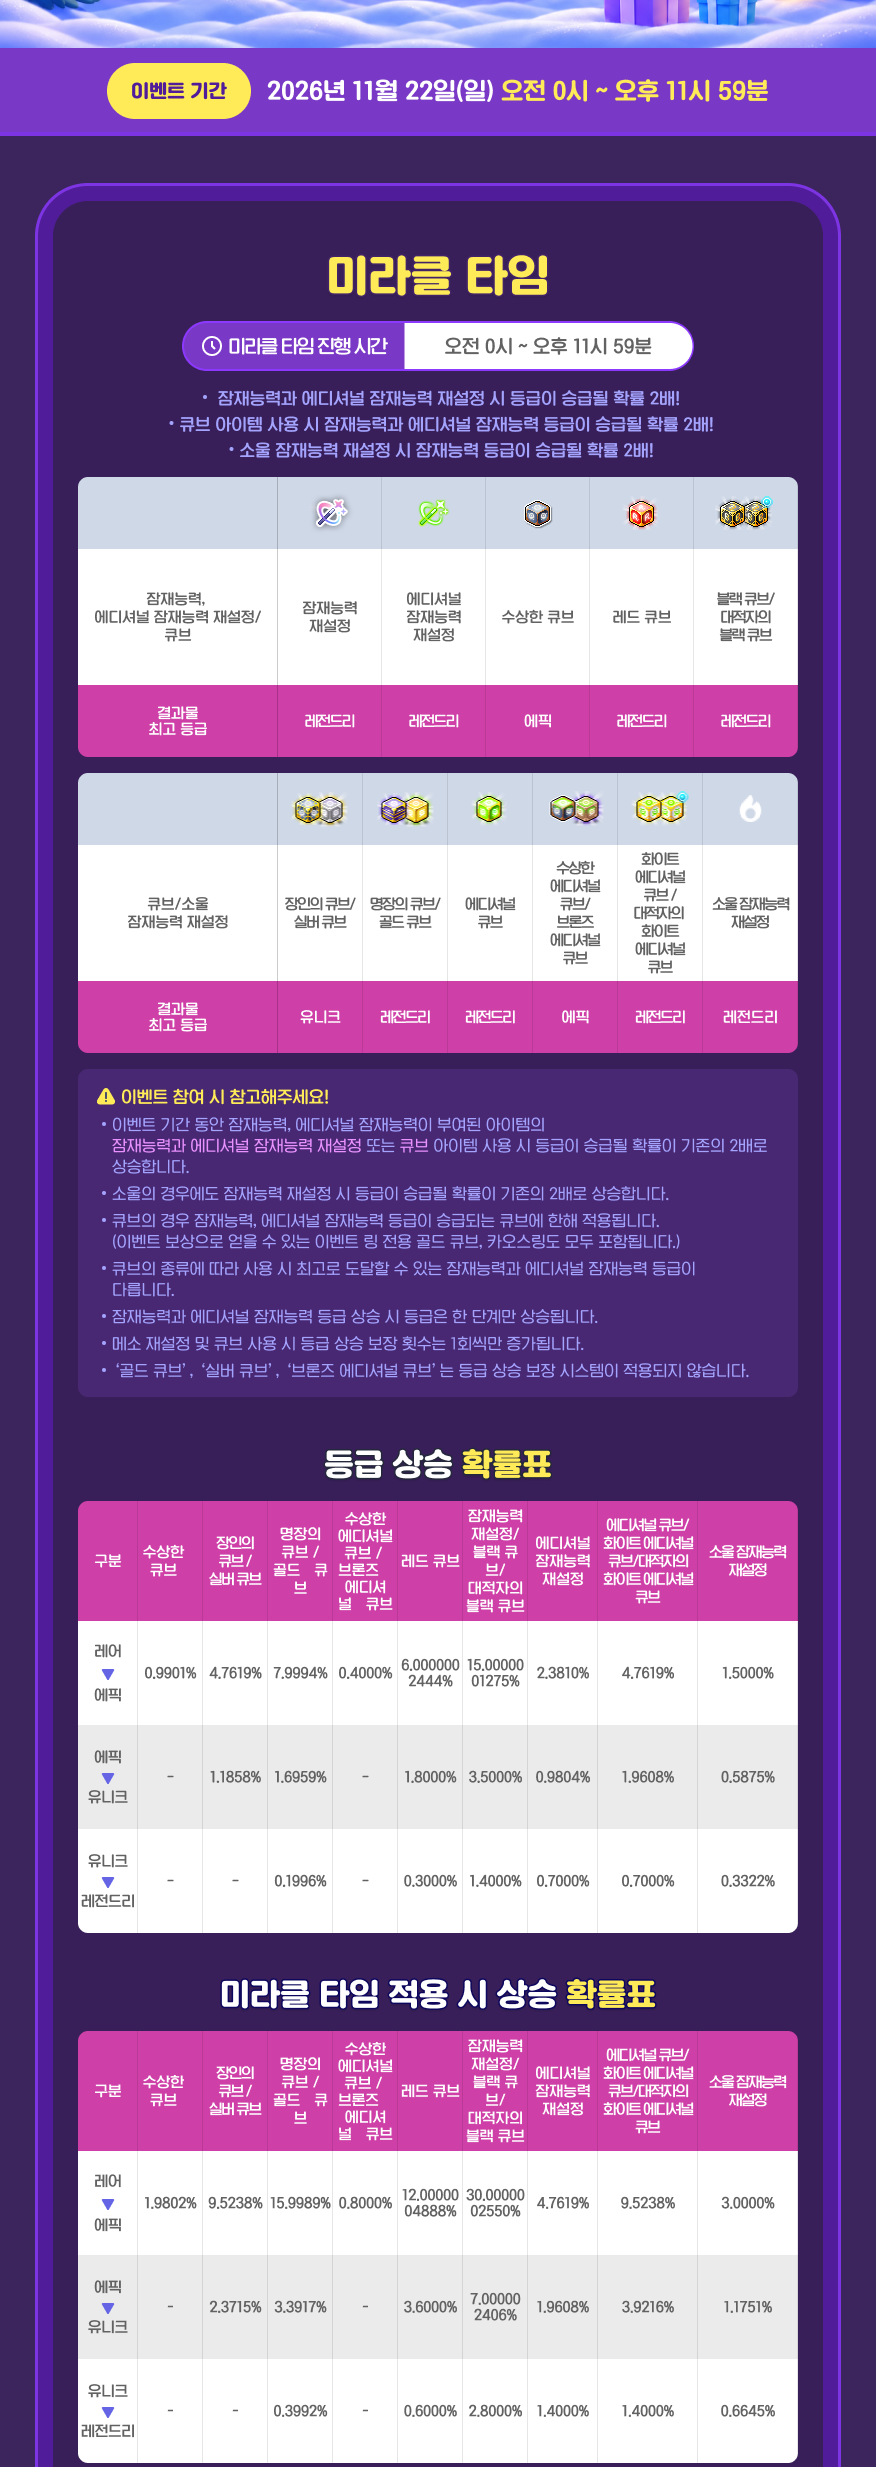 이벤트 기간 2026년 11월 22일(일) 오전 0시 ~ 오후 11시 59분
미라클 타임
미라클 타임 진행 시간 오전 0시 ~ 오후 11시 59분
• 잠재능력과 에디셔널 잠재능력 재설정 시 등급이 승급될 확률 2배!
• 큐브 아이템 사용 시 잠재능력과 에디셔널 잠재능력 등급이 승급될 확률 2배!
• 소울 잠재능력 재설정 시 잠재능력 등급이 승급될 확률 2배!
잠재능력,
에디셔널 잠재능력 재설정/
큐브
잠재능력
재설정
에디셔널
잠재능력
재설정
수상한 큐브
레드 큐브
블랙 큐브/
대적자의
블랙 큐브
결과물
최고 등급
레전드리 레전드리 에픽 레전드리 레전드리
큐브/소울
잠재능력 재설정
장인의 큐브/
실버 큐브
명장의 큐브/
골드 큐브
에디셔널
큐브
수상한
에디셔널
큐브/
브론즈
에디셔널
큐브
화이트
에디셔널
큐브 /
대적자의
화이트
에디셔널
큐브
소울 잠재능력
재설정
결과물
최고 등급
유니크 레전드리 레전드리 에픽 레전드리 레전드리
이벤트 참여 시 참고해주세요!
• 이벤트 기간 동안 잠재능력, 에디셔널 잠재능력이 부여된 아이템의
잠재능력과 에디셔널 잠재능력 재설정 또는 큐브 아이템 사용 시 등급이 승급될 확률이 기존의 2배로
상승합니다.
• 소울의 경우에도 잠재능력 재설정 시 등급이 승급될 확률이 기존의 2배로 상승합니다.
• 큐브의 경우 잠재능력, 에디셔널 잠재능력 등급이 승급되는 큐브에 한해 적용됩니다.
(이벤트 보상으로 얻을 수 있는 이벤트 링 전용 골드 큐브, 카오스링도 모두 포함됩니다.)
• 큐브의 종류에 따라 사용 시 최고로 도달할 수 있는 잠재능력과 에디셔널 잠재능력 등급이
다릅니다.
• 잠재능력과 에디셔널 잠재능력 등급 상승 시 등급은 한 단계만 상승됩니다.
• 메소 재설정 및 큐브 사용 시 등급 상승 보장 횟수는 1회씩만 증가됩니다.
• ‘골드 큐브’, ‘실버 큐브’, ‘브론즈 에디셔널 큐브’는 등급 상승 보장 시스템이 적용되지 않습니다.
등급 상승 확률표
구분
수상한
큐브
장인의
큐브 /
실버 큐브
명장의
큐브 /
골드 큐
브
수상한
에디셔널
큐브 /
브론즈
에디셔
널 큐브
레드 큐브
잠재능력
재설정/
블랙 큐
브/
대적자의
블랙 큐브
에디셔널
잠재능력
재설정
에디셔널 큐브/
화이트 에디셔널
큐브/대적자의
화이트 에디셔널
큐브
소울 잠재능력
재설정
레어
▼
에픽
0.9901% 4.7619% 7.9994% 0.4000%
6.000000
2444%
15.00000
01275%
2.3810% 4.7619% 1.5000%
에픽
▼
유니크
- 1.1858% 1.6959% - 1.8000% 3.5000% 0.9804% 1.9608% 0.5875%
유니크
▼
레전드리
- - 0.1996% - 0.3000% 1.4000% 0.7000% 0.7000% 0.3322%
미라클 타임 적용 시 상승 확률표
구분
수상한
큐브
장인의
큐브 /
실버 큐브
명장의
큐브 /
골드 큐
브
수상한
에디셔널
큐브 /
브론즈
에디셔
널 큐브
레드 큐브
잠재능력
재설정/
블랙 큐
브/
대적자의
블랙 큐브
에디셔널
잠재능력
재설정
에디셔널 큐브/
화이트 에디셔널
큐브/대적자의
화이트 에디셔널
큐브
소울 잠재능력
재설정
레어
▼
에픽
1.9802% 9.5238% 15.9989% 0.8000%
12.00000
04888%
30.00000
02550%
4.7619% 9.5238% 3.0000%
에픽
▼
유니크
- 2.3715% 3.3917% - 3.6000%
7.00000
2406%
1.9608% 3.9216% 1.1751%
유니크
▼
레전드리
- - 0.3992% - 0.6000% 2.8000% 1.4000% 1.4000% 0.6645%